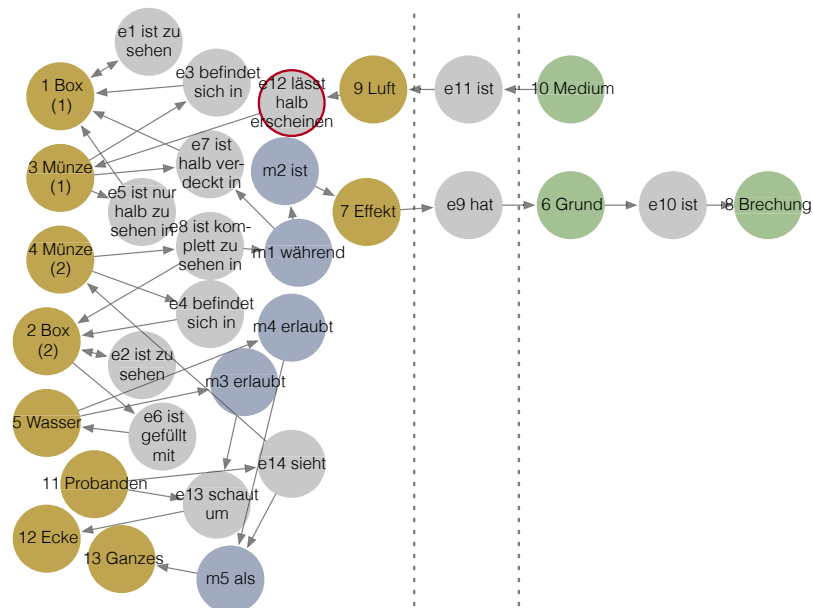 e1 ist zu
sehen
1 Box
(1)
e3 befindet
sich in
e12 lässt
halb
erscheinen
9 Luft
e11 ist
10 Medium
3 Münze
(1)
e7 ist
halb ver-
deckt in
m2 ist
e5 ist nur
halb zu
sehen in
7 Effekt
e9 hat
6 Grund
e10 ist
8 Brechung
4 Münze
(2)
e8 ist kom-
plett zu
sehen in
m1 während
e4 befindet
sich in
2 Box
(2)
m4 erlaubt
e2 ist zu
sehen
m3 erlaubt
5 Wasser
e6 ist
gefüllt
mit
e14 sieht
11 Probanden
e13 schaut
um
12 Ecke
13 Ganzes
m5 als